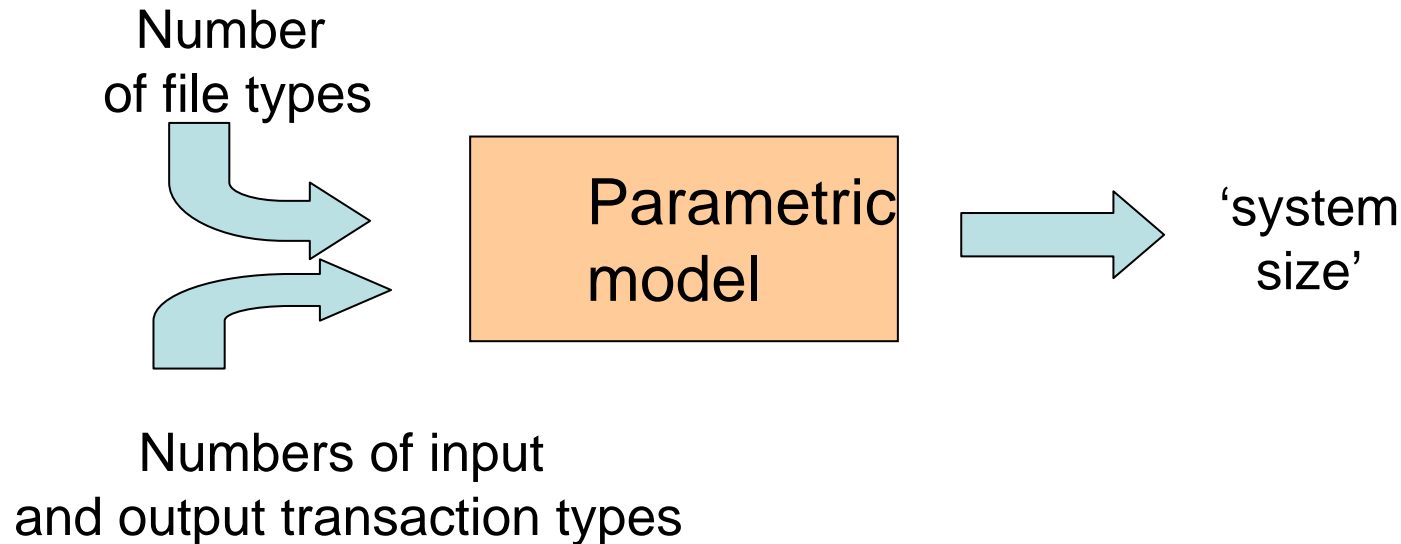 Number
of file types
Parametric
model
‘system
size’
Numbers of input
and output transaction types